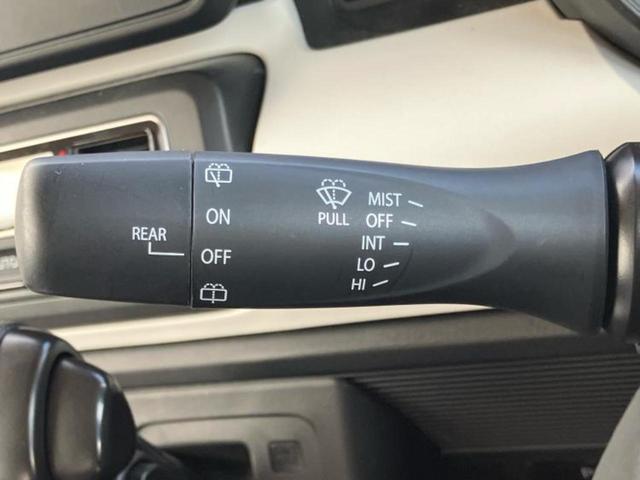 REAR
ON
OFF
PULL
MIST
OFF
INT
LO
HI